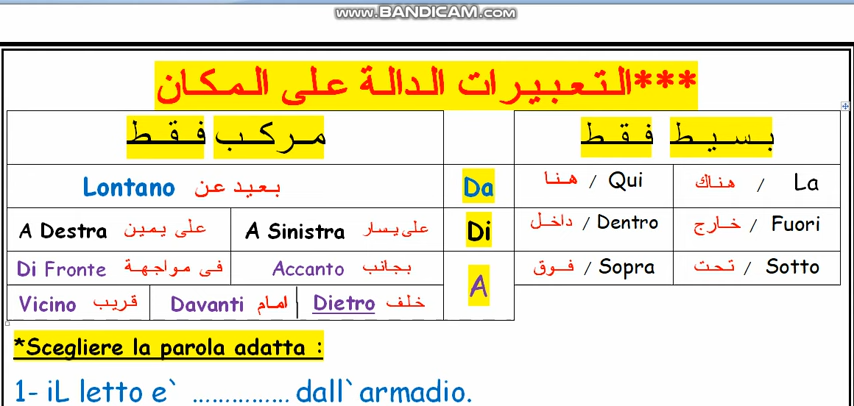 www.BANDICAM.com
***التعبيرات الدالة على المكان
بسيط فقط
مركب فقط
La / هناك
Qui / هنا
Da
Lontano بعيد عن
Fuori / خارج
Dentro / داخل
Di
A Sinistra على يسار
A Destra على يمين
Sotto / تحت
Sopra / فوق
A
Accanto بجانب
Di Fronte فى مواجهة
Dietro خلف
Davanti امام
Vicino قريب
*Scegliere la parola adatta :
1- iL letto e` ............... dall`armadio.